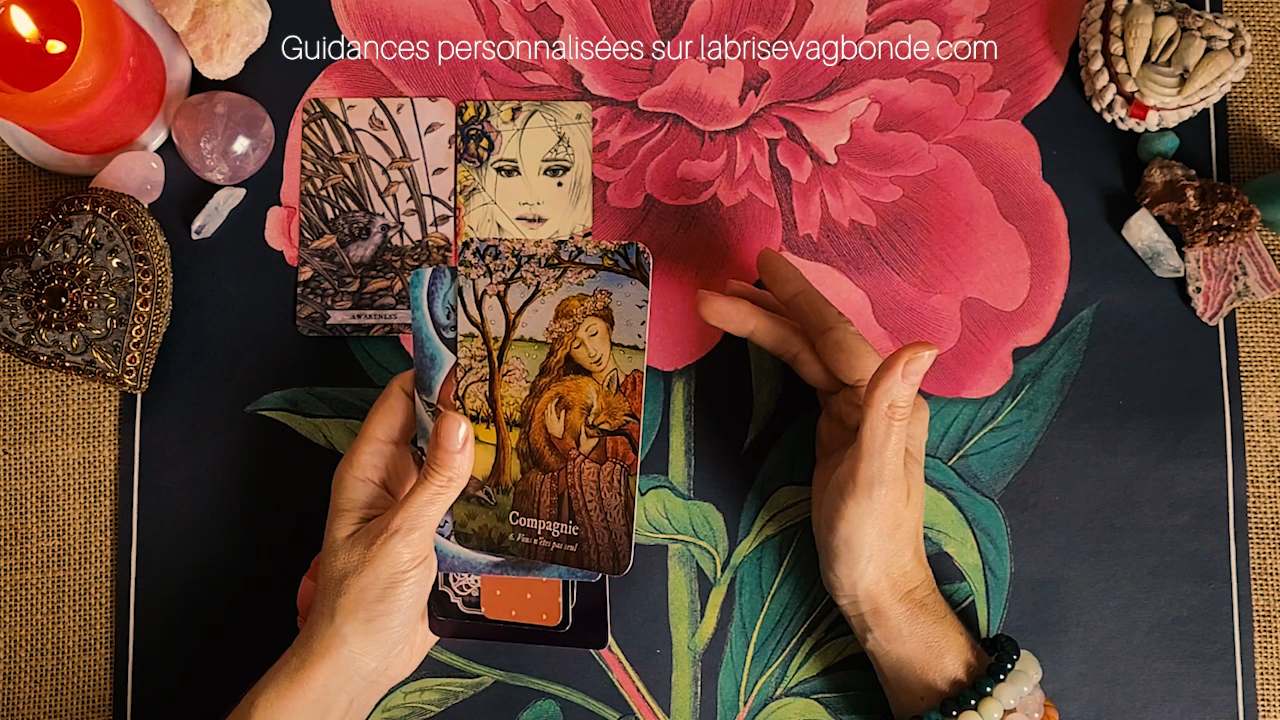 Guidances personnalisées sur labrisevagbonde.com
AWARENESS
Compagnie
6. Vous n'êtes pas seul